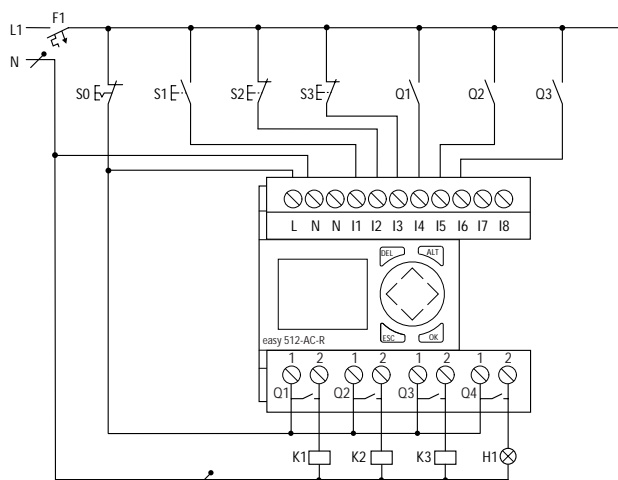 L1 F1
N
S0 S1 S2 S3 Q1 Q2 Q3
L N N I1 I2 I3 I4 I5 I6 I7 I8
DEL ALT
ESC OK
easy 512-AC-R
1 2 1 2 1 2 1 2
Q1 Q2 Q3 Q4
K1 K2 K3 H1